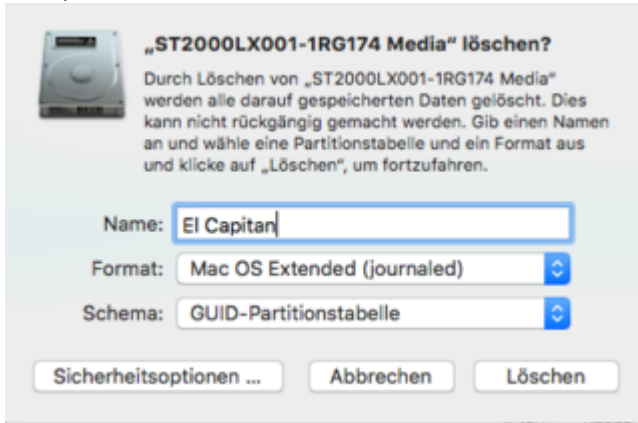 „ST2000LX001-1RG174 Media“ löschen?
Durch Löschen von „ST2000LX001-1RG174 Media“
werden alle darauf gespeicherten Daten gelöscht. Dies
kann nicht rückgängig gemacht werden. Gib einen Namen
an und wähle eine Partitionstabelle und ein Format aus
und klicke auf „Löschen“, um fortzufahren.
Name: El Capitan
Format: Mac OS Extended (journaled)
Schema: GUID-Partitionstabelle
Sicherheitsoptionen ... Abbrechen Löschen